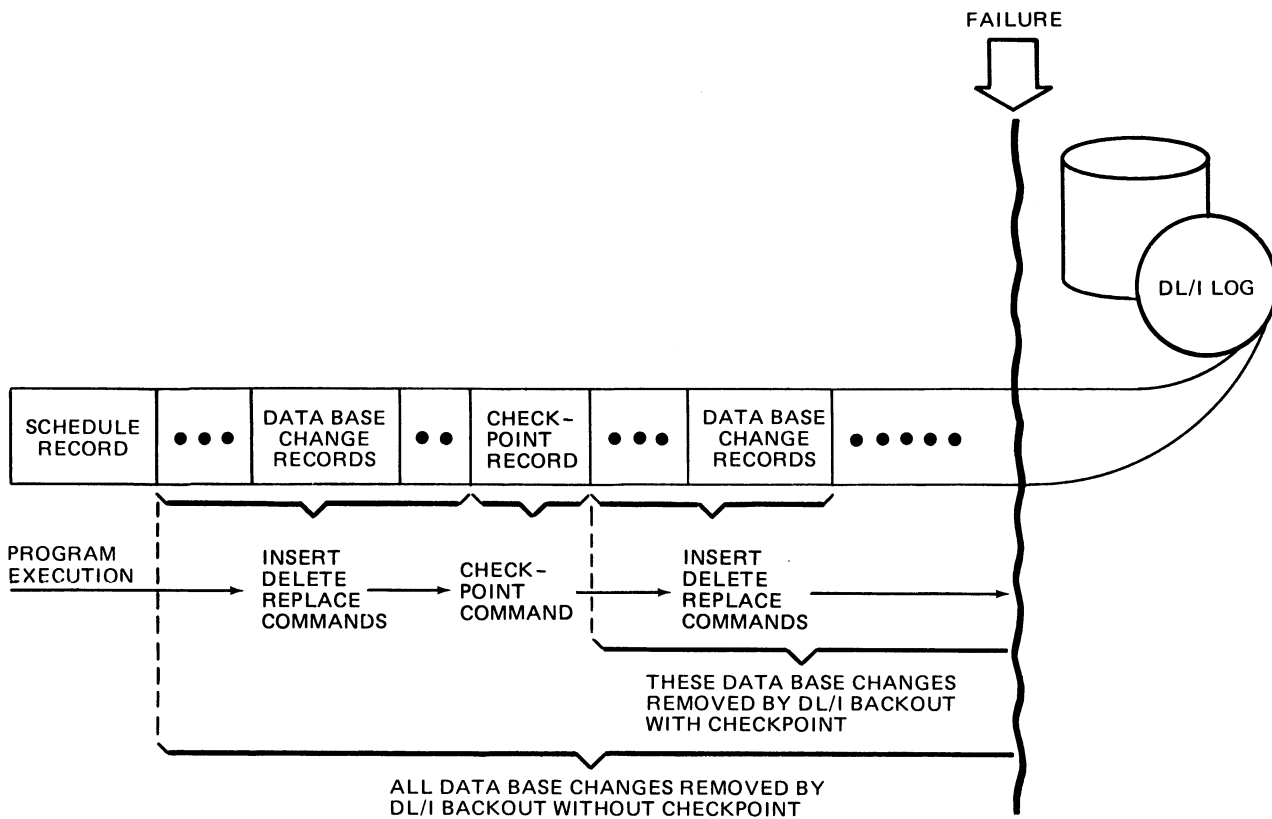 FAILURE
DL/I LOG
SCHEDULE
RECORD
DATA BASE
CHANGE
RECORDS
CHECK-
POINT
RECORD
DATA BASE
CHANGE
RECORDS
PROGRAM
EXECUTION
INSERT
DELETE
REPLACE
COMMANDS
CHECK-
POINT
COMMAND
INSERT
DELETE
REPLACE
COMMANDS
THESE DATA BASE CHANGES
REMOVED BY DL/I BACKOUT
WITH CHECKPOINT
ALL DATA BASE CHANGES REMOVED BY
DL/I BACKOUT WITHOUT CHECKPOINT